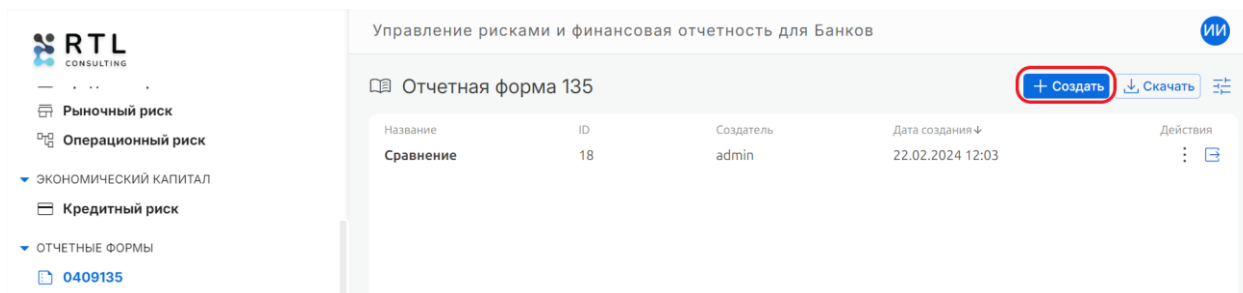 RTL
CONSULTING
Рыночный риск
Операционный риск
ЭКОНОМИЧЕСКИЙ КАПИТАЛ
Кредитный риск
ОТЧЕТНЫЕ ФОРМЫ
0409135
Управление рисками и финансовая отчетность для Банков
ИИ
Отчетная форма 135
+ Создать
Скачать
Название ID Создатель Дата создания↓ Действия
Сравнение 18 admin 22.02.2024 12:03